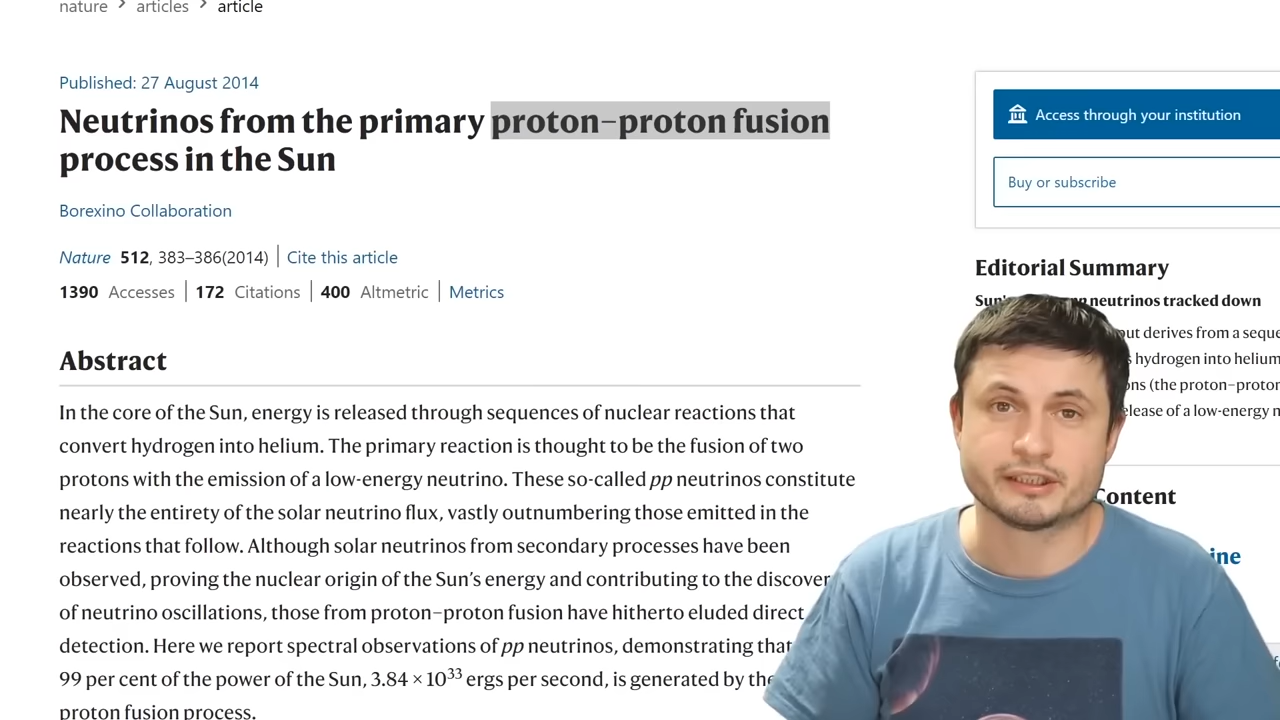 nature > articles > article
Published: 27 August 2014
Neutrinos from the primary proton–proton fusion
process in the Sun
Borexino Collaboration
Nature 512, 383–386(2014) | Cite this article
1390 Accesses | 172 Citations | 400 Altmetric | Metrics
Abstract
In the core of the Sun, energy is released through sequences of nuclear reactions that
convert hydrogen into helium. The primary reaction is thought to be the fusion of two
protons with the emission of a low-energy neutrino. These so-called pp neutrinos constitute
nearly the entirety of the solar neutrino flux, vastly outnumbering those emitted in the
reactions that follow. Although solar neutrinos from secondary processes have been
observed, proving the nuclear origin of the Sun's energy and contributing to the discover
of neutrino oscillations, those from proton–proton fusion have hitherto eluded direct
detection. Here we report spectral observations of pp neutrinos, demonstrating that
99 per cent of the power of the Sun, 3.84 × 10³³ ergs per second, is generated by the
proton fusion process.
Access through your institution
Buy or subscribe
Editorial Summary
Sun's neutrinos tracked down
derives from a seque
hydrogen into helium
(the proton–proton
release of a low-energy n
Content